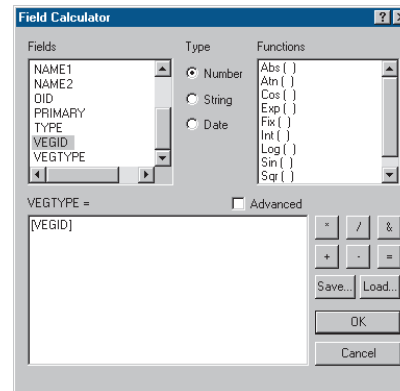 Field Calculator
Fields
Type
Functions
NAME1
NAME2
OID
PRIMARY
TYPE
VEGID
VEGTYPE
Number
String
Date
Abs ( )
Atn ( )
Cos ( )
Exp ( )
Fix ( )
Int ( )
Log ( )
Sin ( )
Sqr ( )
VEGTYPE =
Advanced
[VEGID]
* / &
+ - =
Save... Load...
OK
Cancel